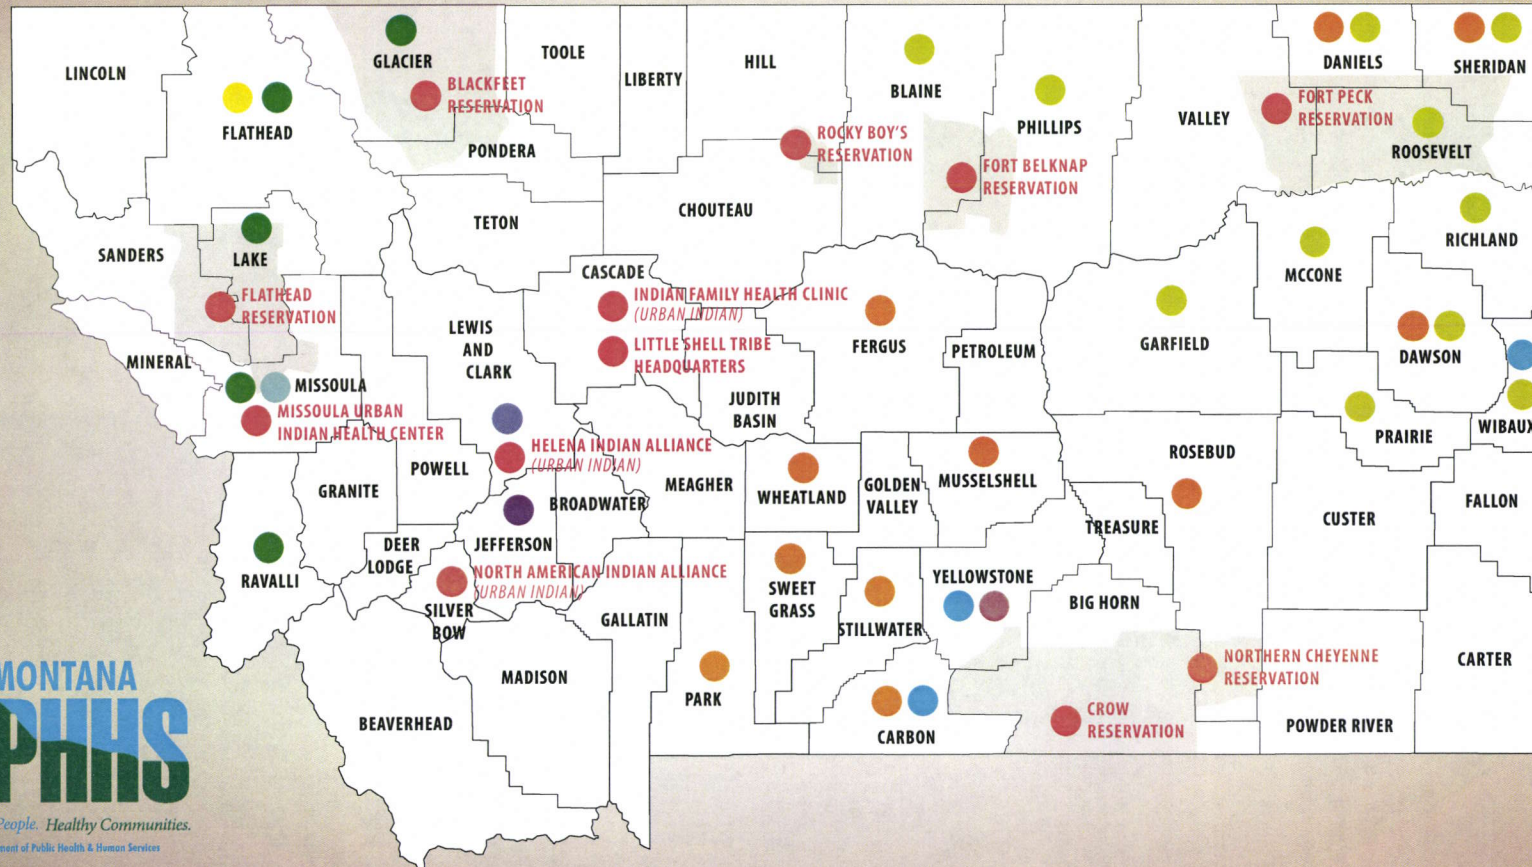 LINCOLN
FLATHEAD
GLACIER
BLACKFEET
RESERVATION
PONDERA
TOOLE
LIBERTY
HILL
ROCKY BOY'S
RESERVATION
BLAINE
FORT BELKNAP
RESERVATION
PHILLIPS
VALLEY
DANIELS
SHERIDAN
FORT PECK
RESERVATION
ROOSEVELT
SANDERS
LAKE
FLATHEAD
RESERVATION
TETON
CHOUTEAU
CASCADE
INDIAN FAMILY HEALTH CLINIC
(URBAN INDIAN)
LITTLE SHELL TRIBE
HEADQUARTERS
LEWIS
AND
CLARK
JUDITH
BASIN
FERGUS
PETROLEUM
GARFIELD
MCCONE
RICHLAND
DAWSON
PRAIRIE
WIBAUX
MINERAL
MISSOULA
MISSOULA URBAN
INDIAN HEALTH CENTER
HELENA INDIAN ALLIANCE
(URBAN INDIAN)
POWELL
GRANITE
RAVALLI
DEER
LODGE
JEFFERSON
BROADWATER
MEAGHER
WHEATLAND
GOLDEN
VALLEY
MUSSELSHELL
ROSEBUD
TREASURE
CUSTER
FALLON
NORTH AMERICAN INDIAN ALLIANCE
(URBAN INDIAN)
SILVER
BOW
GALLATIN
SWEET
GRASS
STILLWATER
YELLOWSTONE
BIG HORN
NORTHERN CHEYENNE
RESERVATION
CARTER
BEAVERHEAD
MADISON
PARK
CARBON
CROW
RESERVATION
POWDER RIVER
MONTANA
PHHS
People. Healthy Communities.
ment of Public Health & Human Services